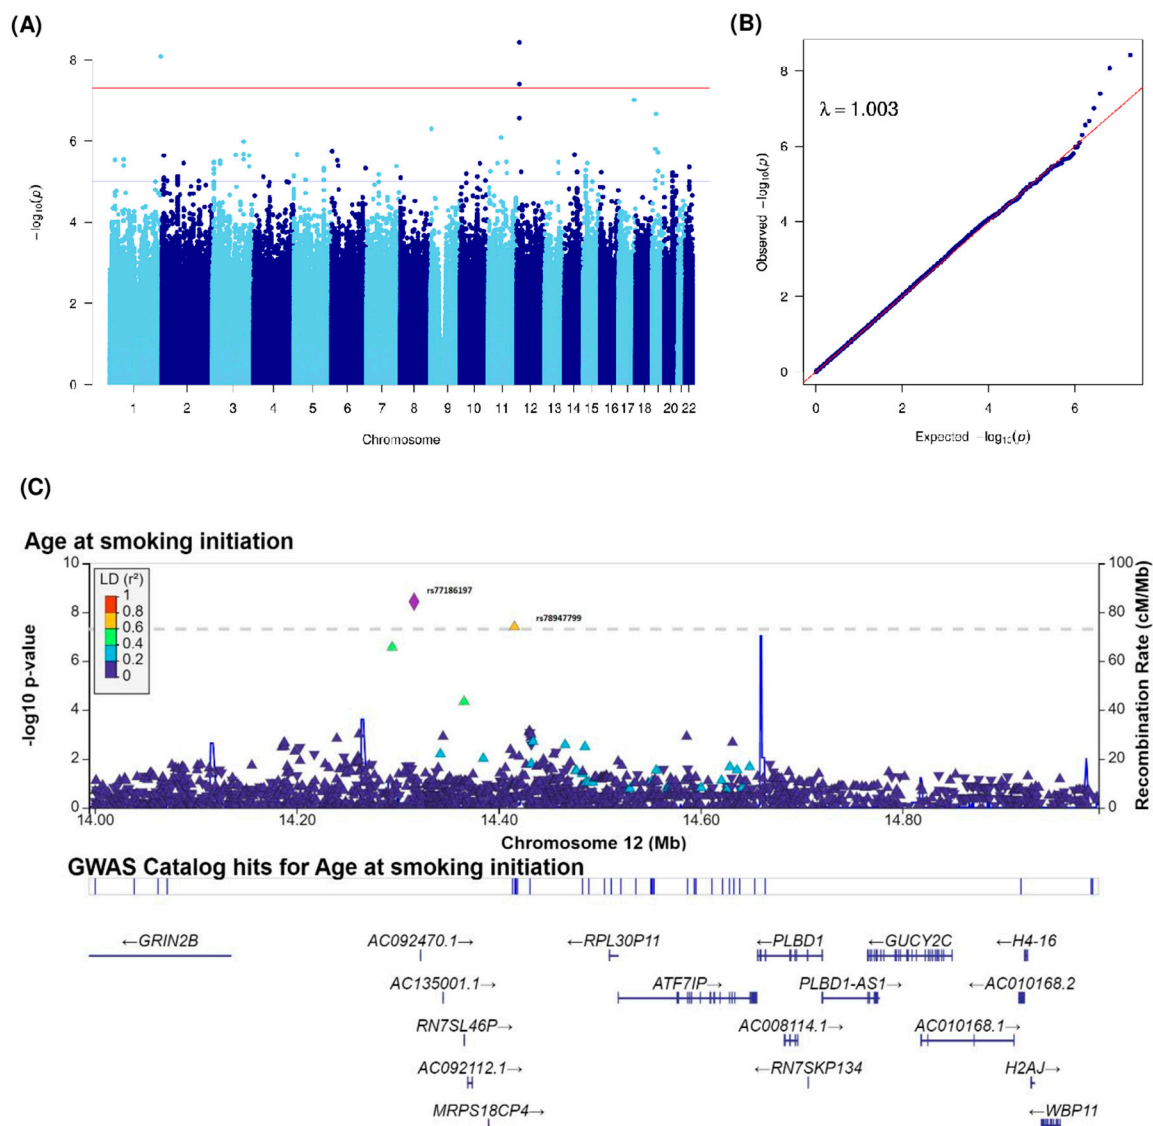 (A)
8
6
4
2
0
−log10(p)
1 2 3 4 5 6 7 8 9 10 11 12 13 14 15 16 17 18 20 22
Chromosome
(B)
λ = 1.003
8
6
4
2
0
Observed −log10(p)
0 2 4 6
Expected −log10(p)
(C)
Age at smoking initiation
LD (r²)
1
0.8
0.6
0.4
0.2
0
10
8
6
4
2
0
-log10 p-value
rs77186197
rs78947799
100
80
60
40
20
0
Recombination Rate (cM/Mb)
14.00 14.20 14.40 14.60 14.80
Chromosome 12 (Mb)
GWAS Catalog hits for Age at smoking initiation
←GRIN2B AC092470.1→ ←RPL30P11 ←PLBD1 ←GUCY2C ←H4-16
AC135001.1→ ATF7IP→ PLBD1-AS1→ ←AC010168.2
RN7SL46P→ AC008114.1→ AC010168.1→
AC092112.1→ ←RN7SKP134 H2AJ→
MRPS18CP4→ ←WBP11